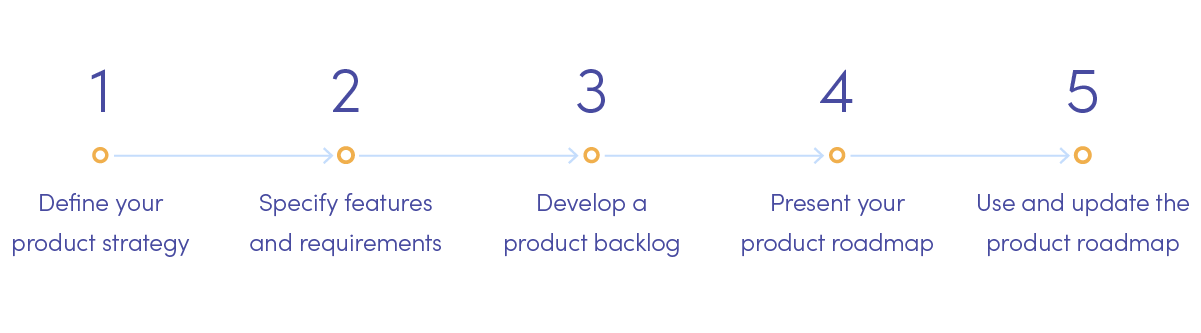 1
Define your
product strategy
2
Specify features
and requirements
3
Develop a
product backlog
4
Present your
product roadmap
5
Use and update the
product roadmap